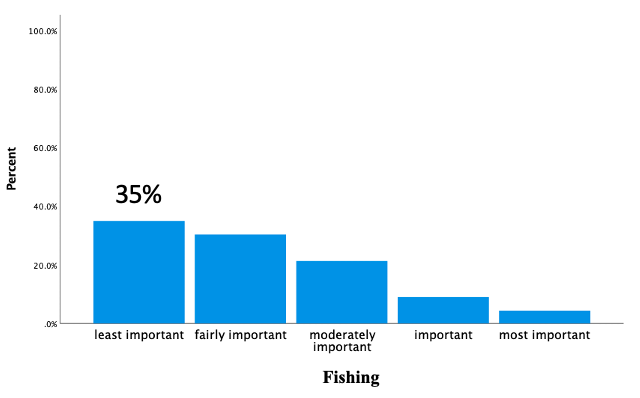 100.0%
80.0%
60.0%
40.0%
20.0%
.0%
Percent
35%
least important
fairly important
moderately
important
important
most important
Fishing